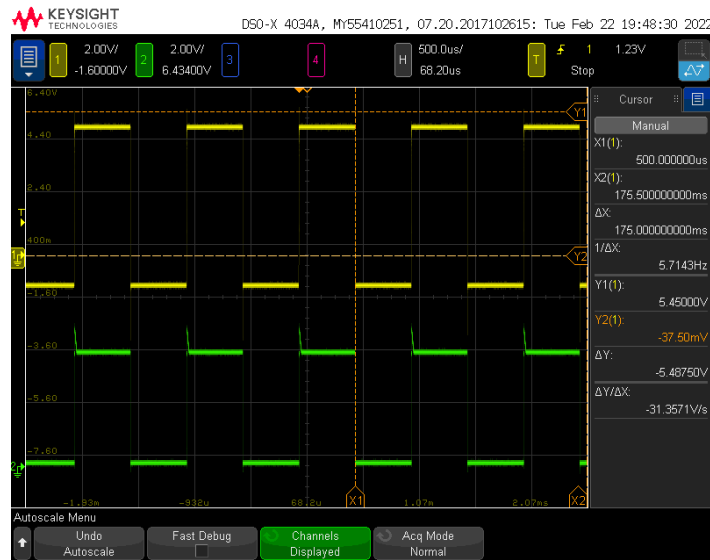 KEYSIGHT
TECHNOLOGIES
DSO-X 4034A, MY55410251, 07.20.2017102615: Tue Feb 22 19:48:30 2022
1 2.00V/ -1.60000V
2 2.00V/ 6.43400V
3
4
H 500.0us/ 68.20us
T 1 1.23V
Stop
Cursor
Manual
X1(1):
500.000000us
X2(1):
175.500000000ms
ΔX:
175.000000000ms
1/ΔX:
5.7143Hz
Y1(1):
5.45000V
Y2(1):
-37.50mV
ΔY:
-5.48750V
ΔY/ΔX:
-31.3571V/s
6.40V
Y1
4.40
2.40
T
400m
1
Y2
-1.60
-3.60
-5.60
-7.60
2
-1.93m -932u 68.2u X1 1.07m 2.07ms X2
Autoscale Menu
Undo
Autoscale
Fast Debug
Channels
Displayed
Acq Mode
Normal